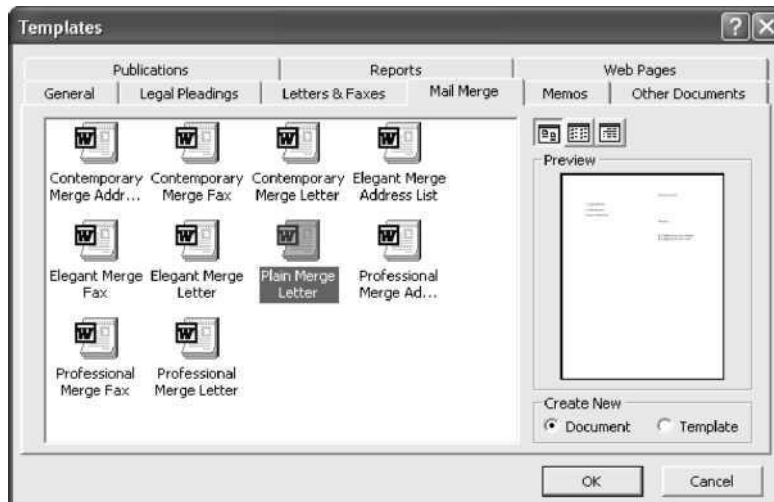 Templates
Publications
Reports
Web Pages
General
Legal Pleadings
Letters & Faxes
Mail Merge
Memos
Other Documents
Contemporary Merge Addr...
Contemporary Merge Fax
Contemporary Merge Letter
Elegant Merge Address List
Elegant Merge Fax
Elegant Merge Letter
Plain Merge Letter
Professional Merge Ad...
Professional Merge Fax
Professional Merge Letter
Preview
Create New
Document
Template
OK
Cancel